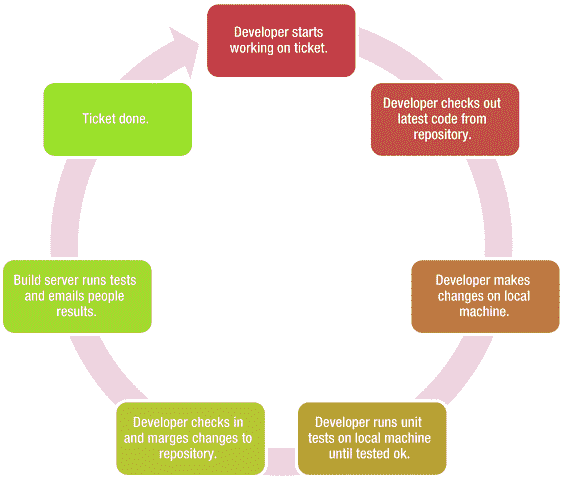 Developer starts
working on ticket.
Developer checks out
latest code from
repository.
Developer makes
changes on local
machine.
Developer runs unit
tests on local machine
until tested ok.
Developer checks in
and marges changes to
repository.
Build server runs tests
and emails people
results.
Ticket done.